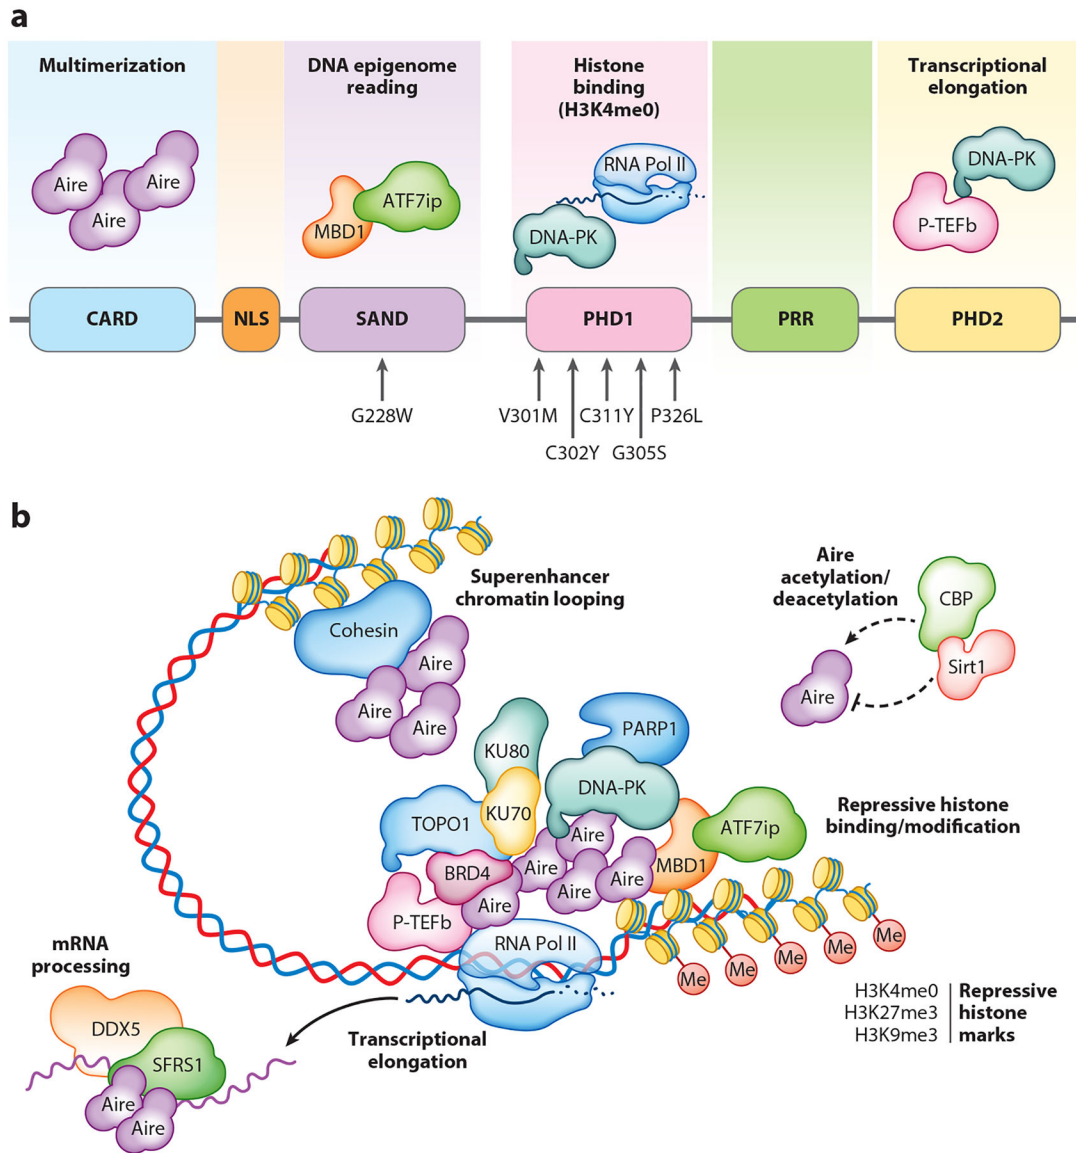 a
Multimerization
DNA epigenome
reading
Histone
binding
(H3K4me0)
Transcriptional
elongation
Aire
Aire
Aire
MBD1
ATF7ip
RNA Pol II
DNA-PK
DNA-PK
P-TEFb
CARD
NLS
SAND
PHD1
PRR
PHD2
G228W
V301M
C311Y
P326L
C302Y
G305S
b
Superenhancer
chromatin looping
Cohesin
Aire
Aire
Aire
Aire
acetylation/
deacetylation
CBP
Sirt1
Aire
KU80
PARP1
DNA-PK
TOPO1
KU70
Aire
ATF7ip
Repressive histone
binding/modification
BRD4
Aire
MBD1
Aire
Aire
Aire
P-TEFb
RNA Pol II
Me
Me
Me
Me
Me
mRNA
processing
H3K4me0
H3K27me3
H3K9me3
Repressive
histone
marks
DDX5
SFRS1
Transcriptional
elongation
Aire
Aire